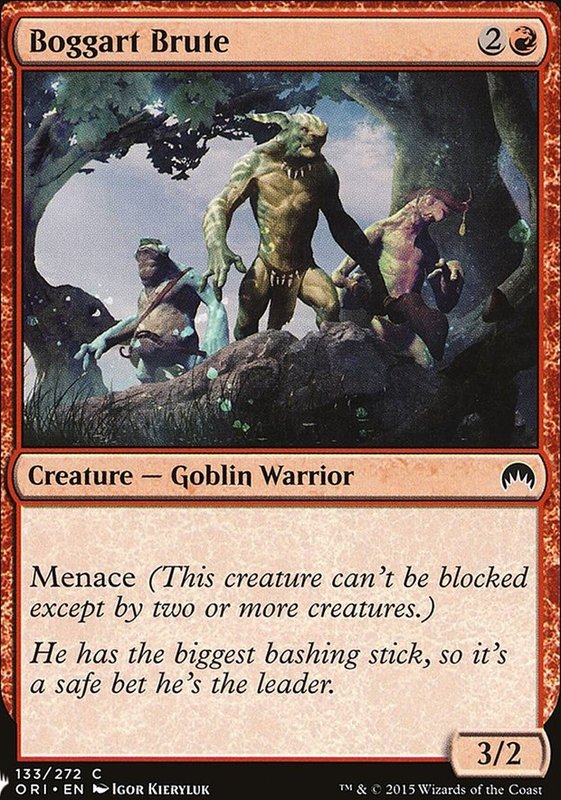 Boggart Brute 2
Creature — Goblin Warrior
Menace (This creature can't be blocked
except by two or more creatures.)
He has the biggest bashing stick, so it's
a safe bet he's the leader.
3/2
133/272 C
ORI • EN Igor Kieryluk
™ & © 2015 Wizards of the Coast